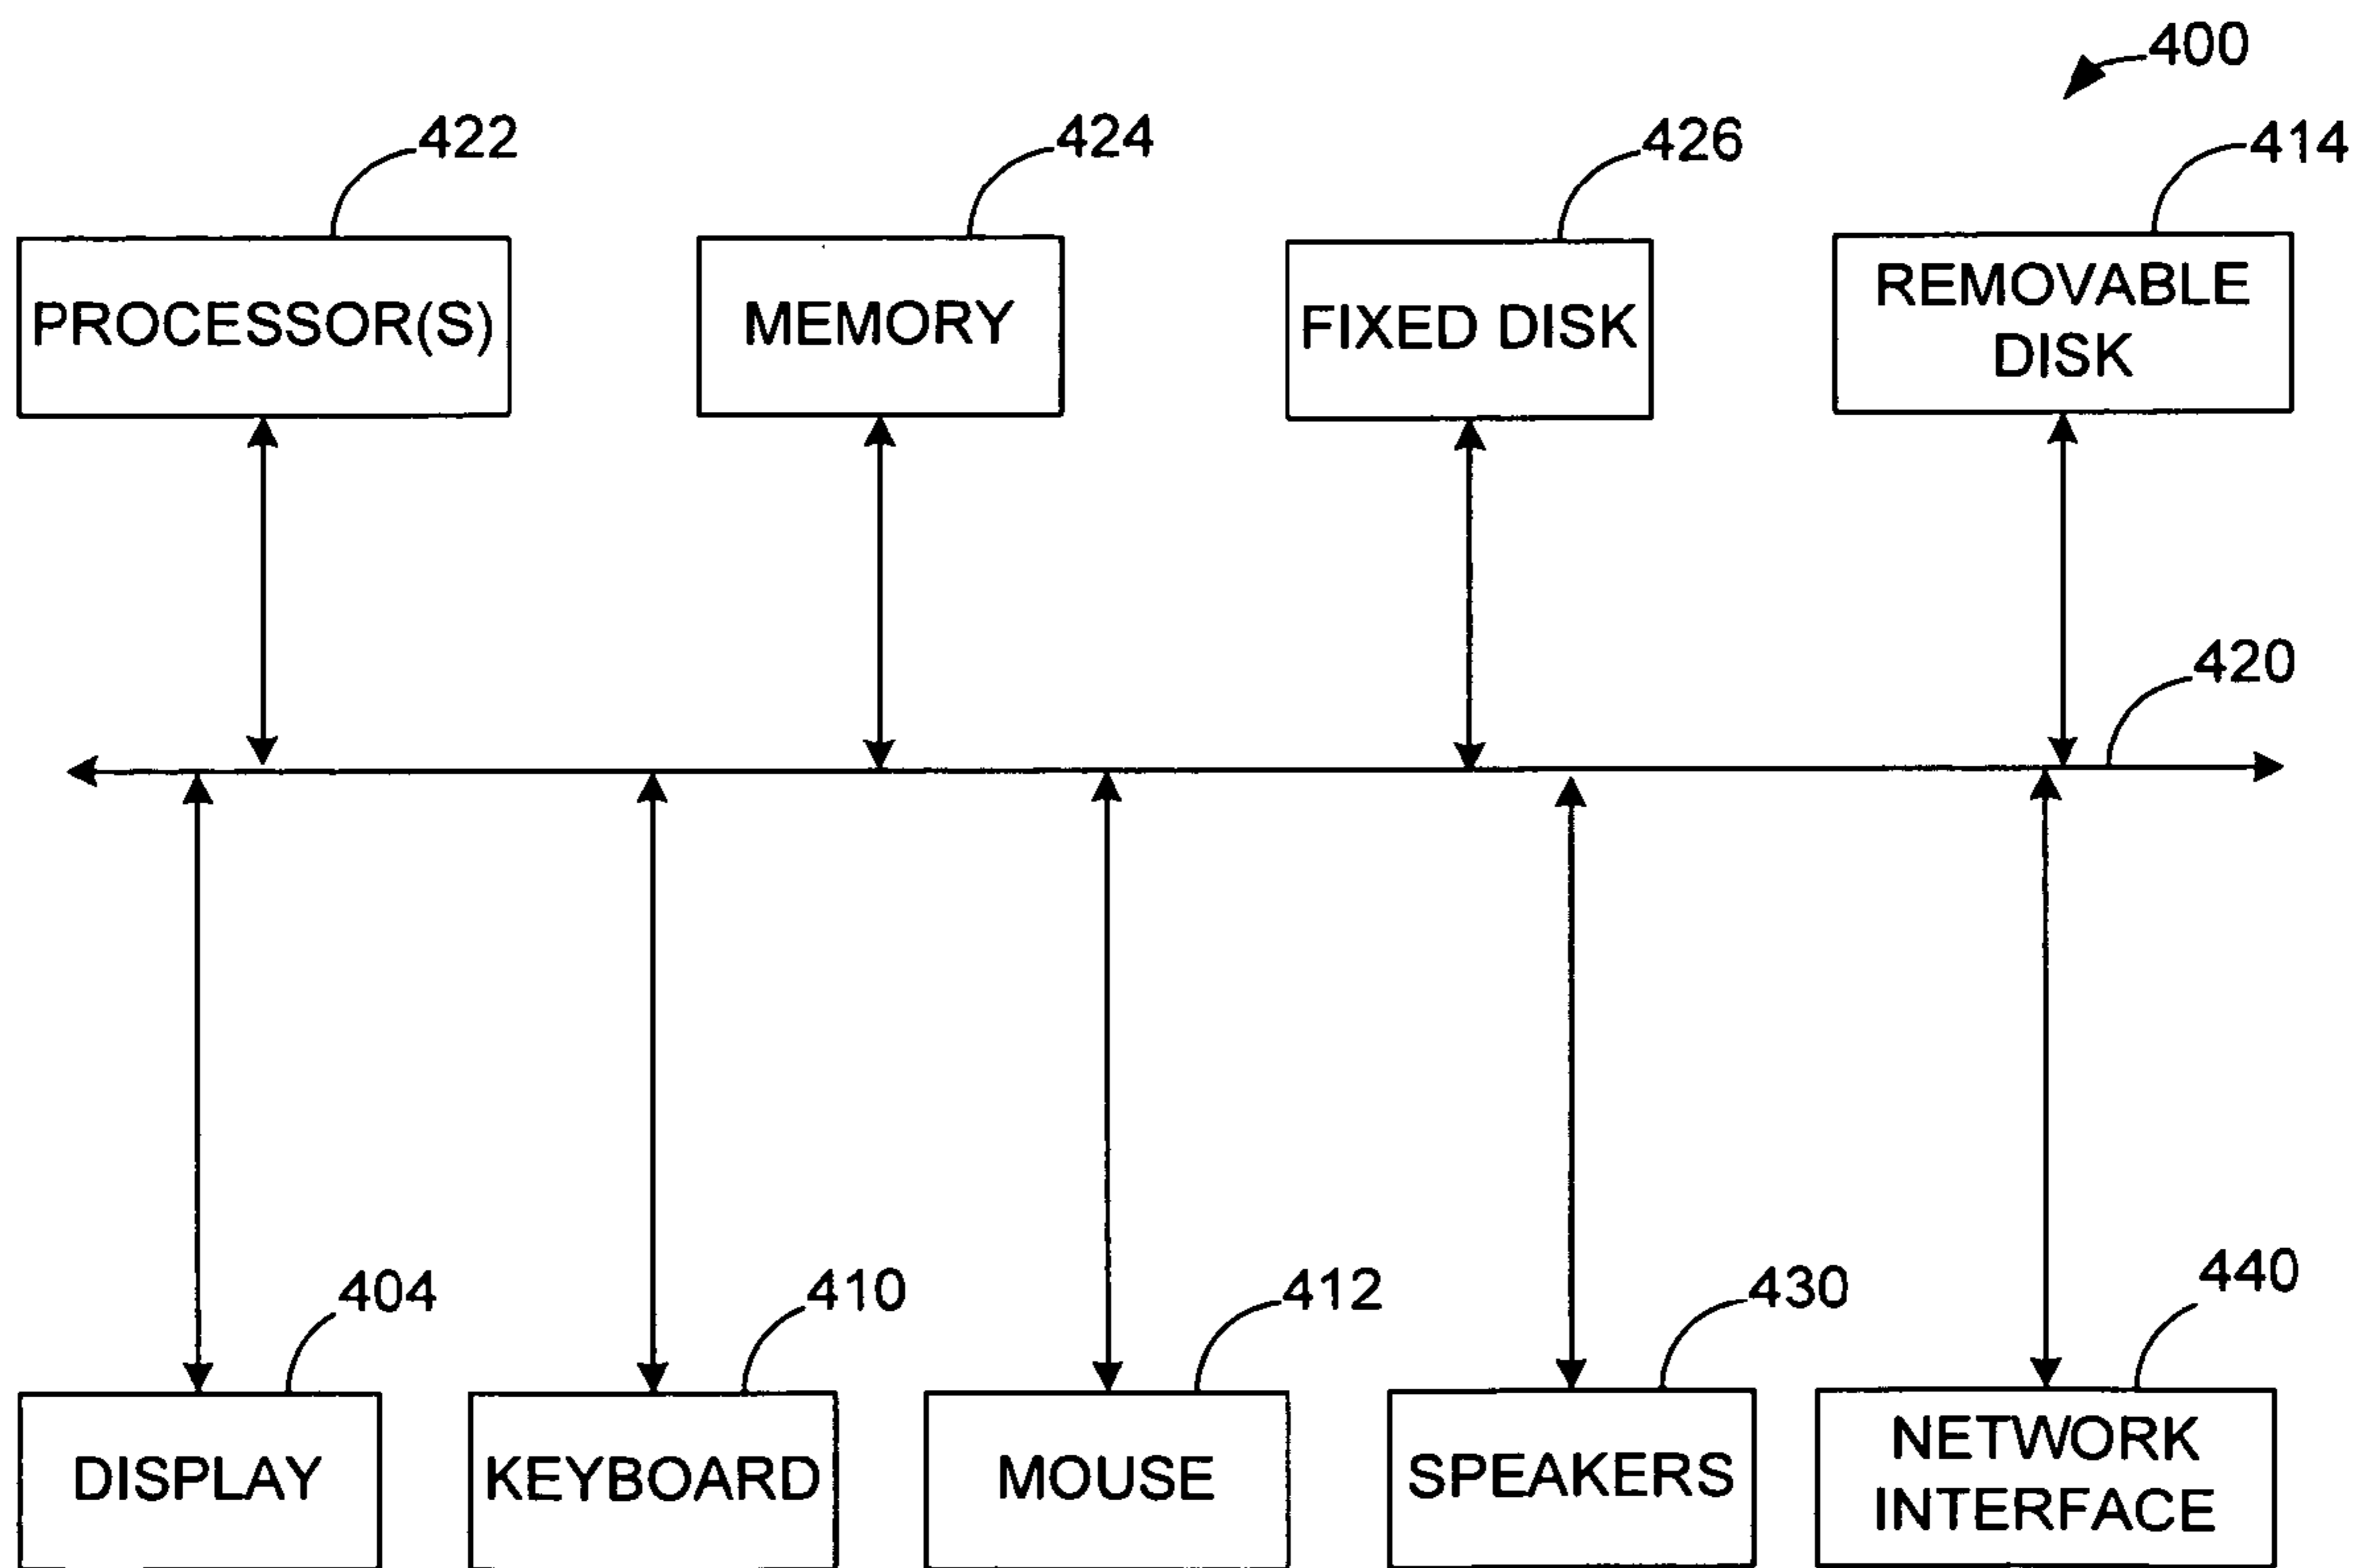 400
422
424
426
414
PROCESSOR(S)
MEMORY
FIXED DISK
REMOVABLE
DISK
420
404
410
412
430
440
DISPLAY
KEYBOARD
MOUSE
SPEAKERS
NETWORK
INTERFACE